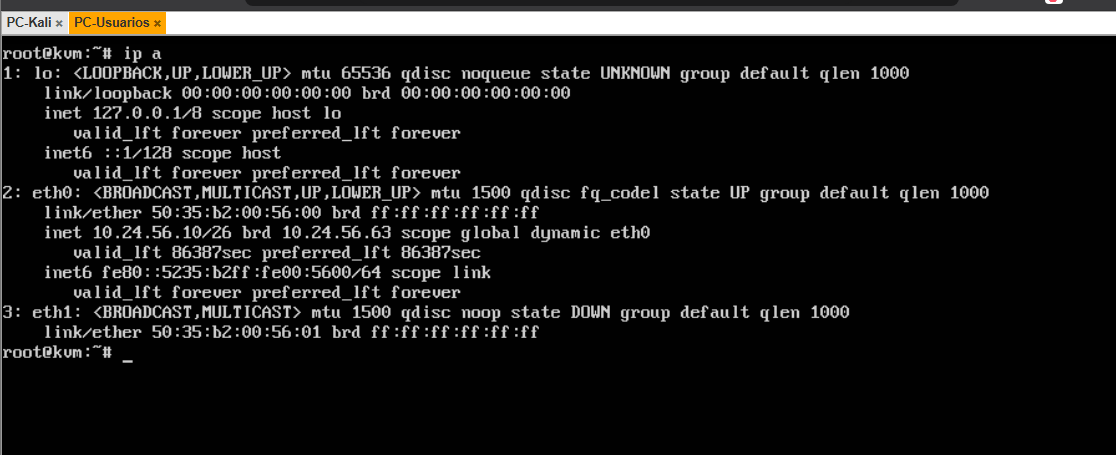 PC-Kali × PC-Usuarios ×
root@kvm:~# ip a
1: lo: <LOOPBACK,UP,LOWER_UP> mtu 65536 qdisc noqueue state UNKNOWN group default qlen 1000
    link/loopback 00:00:00:00:00:00 brd 00:00:00:00:00:00
    inet 127.0.0.1/8 scope host lo
       valid_lft forever preferred_lft forever
    inet6 ::1/128 scope host
       valid_lft forever preferred_lft forever
2: eth0: <BROADCAST,MULTICAST,UP,LOWER_UP> mtu 1500 qdisc fq_codel state UP group default qlen 1000
    link/ether 50:35:b2:00:56:00 brd ff:ff:ff:ff:ff:ff
    inet 10.24.56.10/26 brd 10.24.56.63 scope global dynamic eth0
       valid_lft 86387sec preferred_lft 86387sec
    inet6 fe80::5235:b2ff:fe00:5600/64 scope link
       valid_lft forever preferred_lft forever
3: eth1: <BROADCAST,MULTICAST> mtu 1500 qdisc noop state DOWN group default qlen 1000
    link/ether 50:35:b2:00:56:01 brd ff:ff:ff:ff:ff:ff
root@kvm:~# _